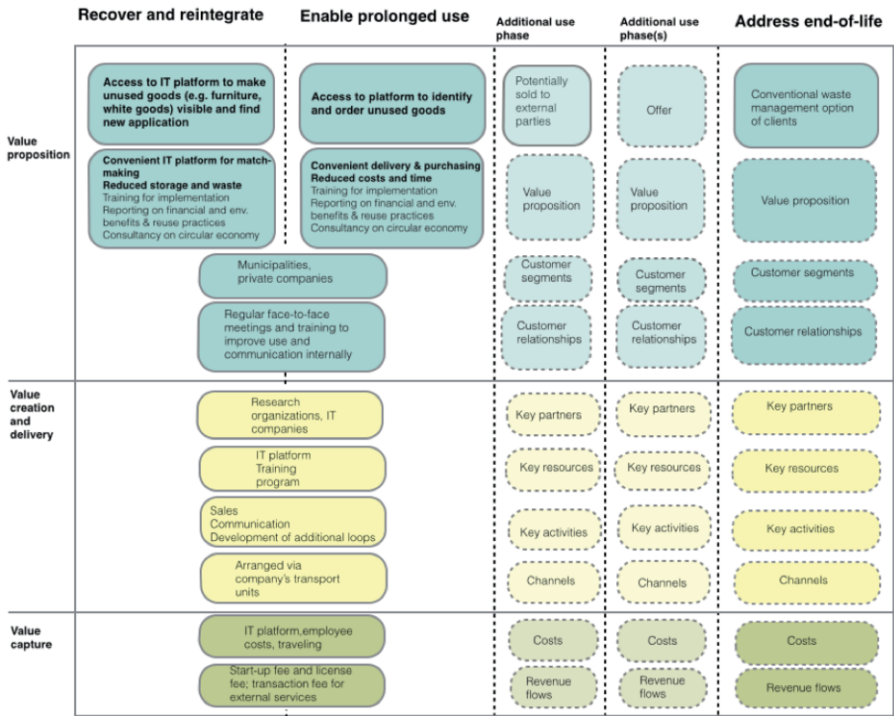 Recover and reintegrate
Enable prolonged use
Additional use
phase
Additional use
phase(s)
Address end-of-life
Value
proposition
Access to IT platform to make
unused goods (e.g. furniture,
white goods) visible and find
new application
Access to platform to identify
and order unused goods
Potentially
sold to
external
parties
Offer
Conventional waste
management option
of clients
Convenient IT platform for match-
making
Reduced storage and waste
Training for implementation
Reporting on financial and env.
benefits & reuse practices
Consultancy on circular economy
Convenient delivery & purchasing
Reduced costs and time
Training for implementation
Reporting on financial and env.
benefits & reuse practices
Consultancy on circular economy
Value
proposition
Value
proposition
Value proposition
Municipalities,
private companies
Customer
segments
Customer
segments
Customer segments
Regular face-to-face
meetings and training to
improve use and
communication internally
Customer
relationships
Customer
relationships
Customer relationships
Value
creation
and
delivery
Research
organizations, IT
companies
Key partners
Key partners
Key partners
IT platform
Training
program
Key resources
Key resources
Key resources
Sales
Communication
Development of additional loops
Key activities
Key activities
Key activities
Arranged via
company's transport
units
Channels
Channels
Channels
Value
capture
IT platform,employee
costs, traveling
Costs
Costs
Costs
Start-up fee and license
fee; transaction fee for
external services
Revenue
flows
Revenue
flows
Revenue flows